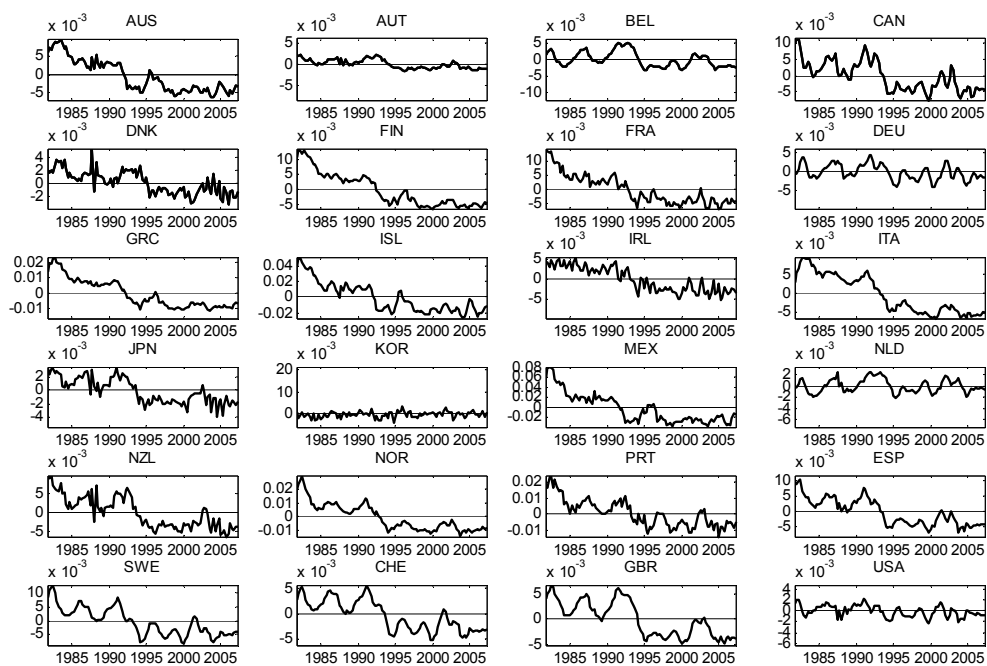 AUS
x 10-3
5
0
-5
1985 1990 1995 2000 2005
AUT
x 10-3
5
0
-5
1985 1990 1995 2000 2005
BEL
x 10-3
5
0
-5
-10
1985 1990 1995 2000 2005
CAN
x 10-3
10
5
0
-5
1985 1990 1995 2000 2005
DNK
x 10-3
4
2
0
-2
1985 1990 1995 2000 2005
FIN
x 10-3
10
5
0
-5
1985 1990 1995 2000 2005
FRA
x 10-3
10
5
0
-5
1985 1990 1995 2000 2005
DEU
x 10-3
5
0
-5
1985 1990 1995 2000 2005
GRC
0.02
0.01
0
-0.01
1985 1990 1995 2000 2005
ISL
0.04
0.02
0
-0.02
1985 1990 1995 2000 2005
IRL
x 10-3
5
0
-5
1985 1990 1995 2000 2005
ITA
x 10-3
5
0
-5
1985 1990 1995 2000 2005
JPN
x 10-3
2
0
-2
-4
1985 1990 1995 2000 2005
KOR
x 10-3
20
10
0
1985 1990 1995 2000 2005
MEX
0.08
0.06
0.04
0.02
0
-0.02
1985 1990 1995 2000 2005
NLD
x 10-3
2
0
-2
-4
-6
1985 1990 1995 2000 2005
NZL
x 10-3
5
0
-5
1985 1990 1995 2000 2005
NOR
0.02
0.01
0
-0.01
1985 1990 1995 2000 2005
PRT
0.02
0.01
0
-0.01
1985 1990 1995 2000 2005
ESP
x 10-3
10
5
0
-5
1985 1990 1995 2000 2005
SWE
x 10-3
10
5
0
-5
1985 1990 1995 2000 2005
CHE
x 10-3
5
0
-5
1985 1990 1995 2000 2005
GBR
x 10-3
5
0
-5
1985 1990 1995 2000 2005
USA
x 10-3
4
2
0
-2
-4
-6
1985 1990 1995 2000 2005